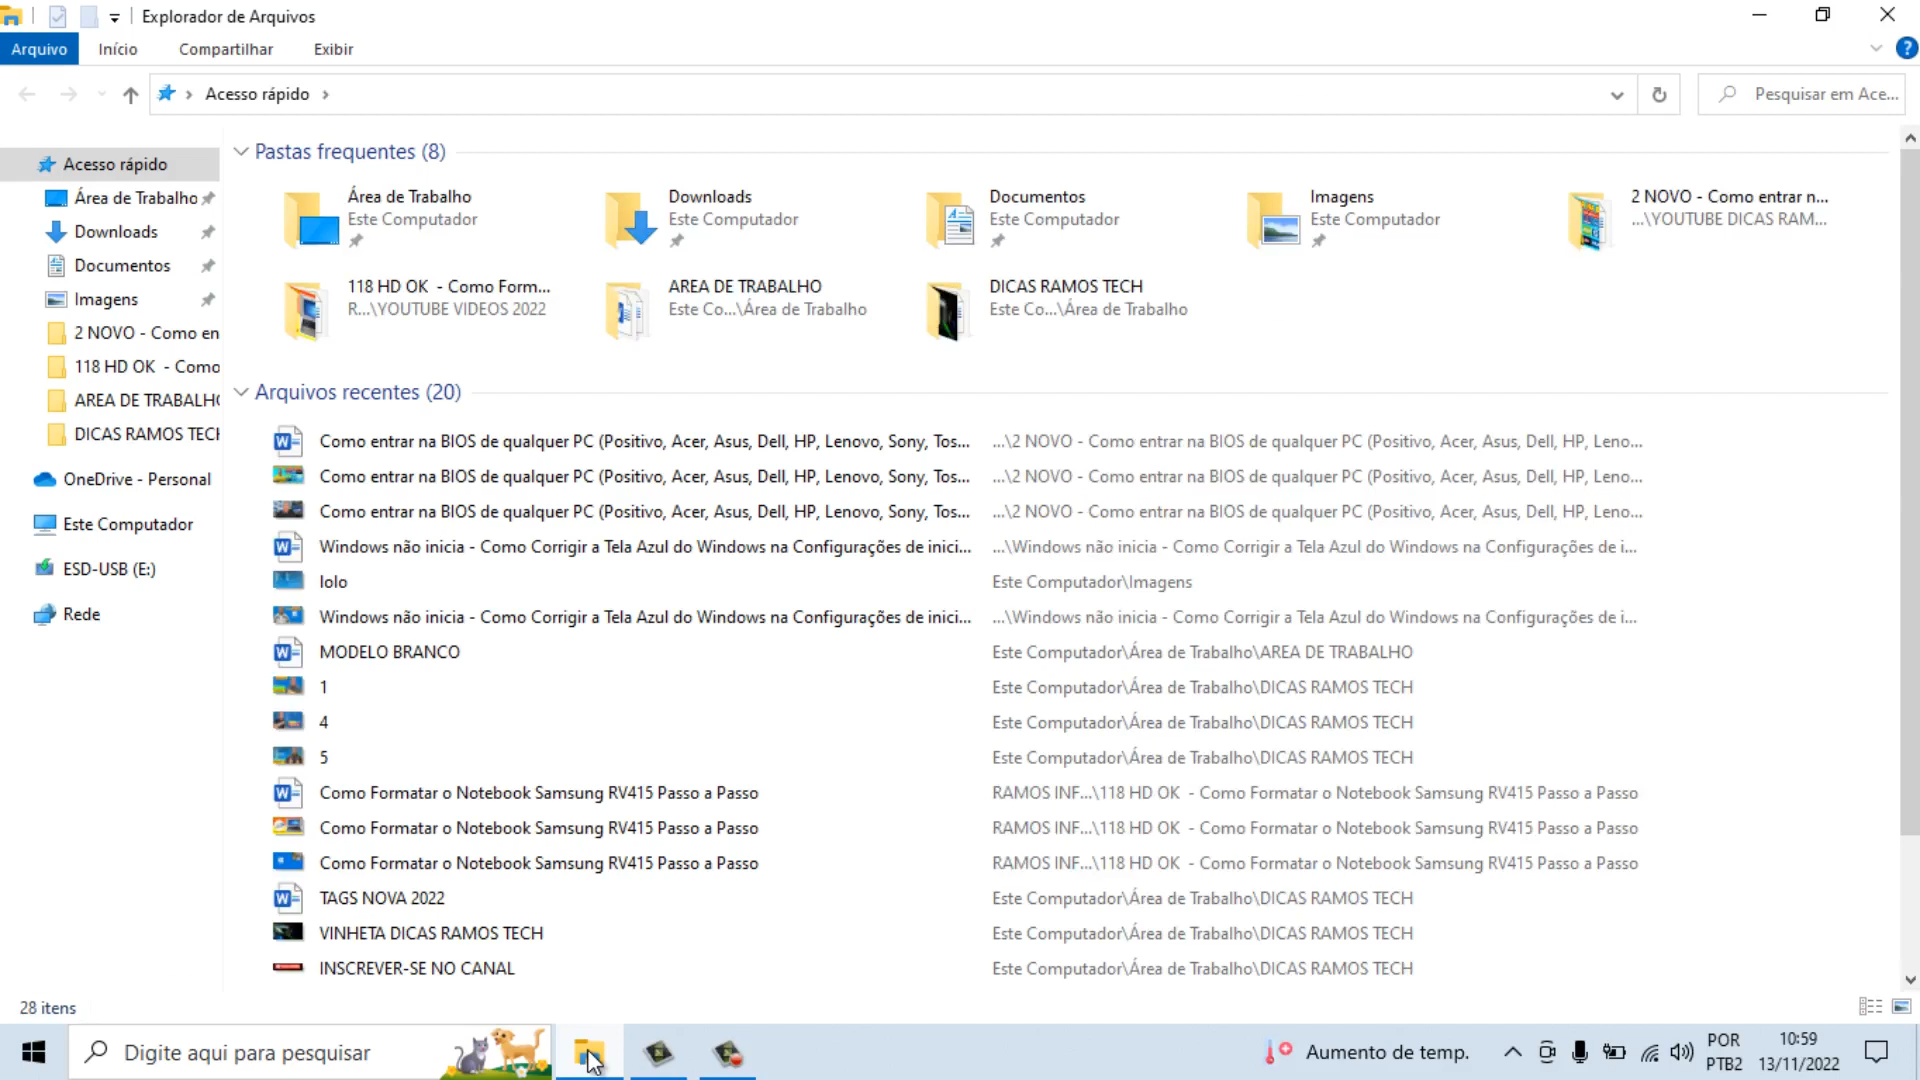 Explorador de Arquivos
Arquivo Início Compartilhar Exibir
Acesso rápido Pesquisar em Ace...
Acesso rápido
Área de Trabalho
Downloads
Documentos
Imagens
2 NOVO - Como en
118 HD OK - Como
AREA DE TRABALHO
DICAS RAMOS TECH
OneDrive - Personal
Este Computador
ESD-USB (E:)
Rede
Pastas frequentes (8)
Área de Trabalho
Este Computador
Downloads
Este Computador
Documentos
Este Computador
Imagens
Este Computador
2 NOVO - Como entrar n...
...\YOUTUBE DICAS RAM...
118 HD OK - Como Form...
R...\YOUTUBE VIDEOS 2022
AREA DE TRABALHO
Este Co...\Área de Trabalho
DICAS RAMOS TECH
Este Co...\Área de Trabalho
Arquivos recentes (20)
Como entrar na BIOS de qualquer PC (Positivo, Acer, Asus, Dell, HP, Lenovo, Sony, Tos... ...\2 NOVO - Como entrar na BIOS de qualquer PC (Positivo, Acer, Asus, Dell, HP, Leno...
Como entrar na BIOS de qualquer PC (Positivo, Acer, Asus, Dell, HP, Lenovo, Sony, Tos... ...\2 NOVO - Como entrar na BIOS de qualquer PC (Positivo, Acer, Asus, Dell, HP, Leno...
Como entrar na BIOS de qualquer PC (Positivo, Acer, Asus, Dell, HP, Lenovo, Sony, Tos... ...\2 NOVO - Como entrar na BIOS de qualquer PC (Positivo, Acer, Asus, Dell, HP, Leno...
Windows não inicia - Como Corrigir a Tela Azul do Windows na Configurações de inici... ...\Windows não inicia - Como Corrigir a Tela Azul do Windows na Configurações de i...
lolo Este Computador\Imagens
Windows não inicia - Como Corrigir a Tela Azul do Windows na Configurações de inici... ...\Windows não inicia - Como Corrigir a Tela Azul do Windows na Configurações de i...
MODELO BRANCO Este Computador\Área de Trabalho\AREA DE TRABALHO
1 Este Computador\Área de Trabalho\DICAS RAMOS TECH
4 Este Computador\Área de Trabalho\DICAS RAMOS TECH
5 Este Computador\Área de Trabalho\DICAS RAMOS TECH
Como Formatar o Notebook Samsung RV415 Passo a Passo RAMOS INF...\118 HD OK - Como Formatar o Notebook Samsung RV415 Passo a Passo
Como Formatar o Notebook Samsung RV415 Passo a Passo RAMOS INF...\118 HD OK - Como Formatar o Notebook Samsung RV415 Passo a Passo
Como Formatar o Notebook Samsung RV415 Passo a Passo RAMOS INF...\118 HD OK - Como Formatar o Notebook Samsung RV415 Passo a Passo
TAGS NOVA 2022 Este Computador\Área de Trabalho\DICAS RAMOS TECH
VINHETA DICAS RAMOS TECH Este Computador\Área de Trabalho\DICAS RAMOS TECH
INSCREVER-SE NO CANAL Este Computador\Área de Trabalho\DICAS RAMOS TECH
28 itens
Digite aqui para pesquisar
Aumento de temp.
POR
PTB2
10:59
13/11/2022